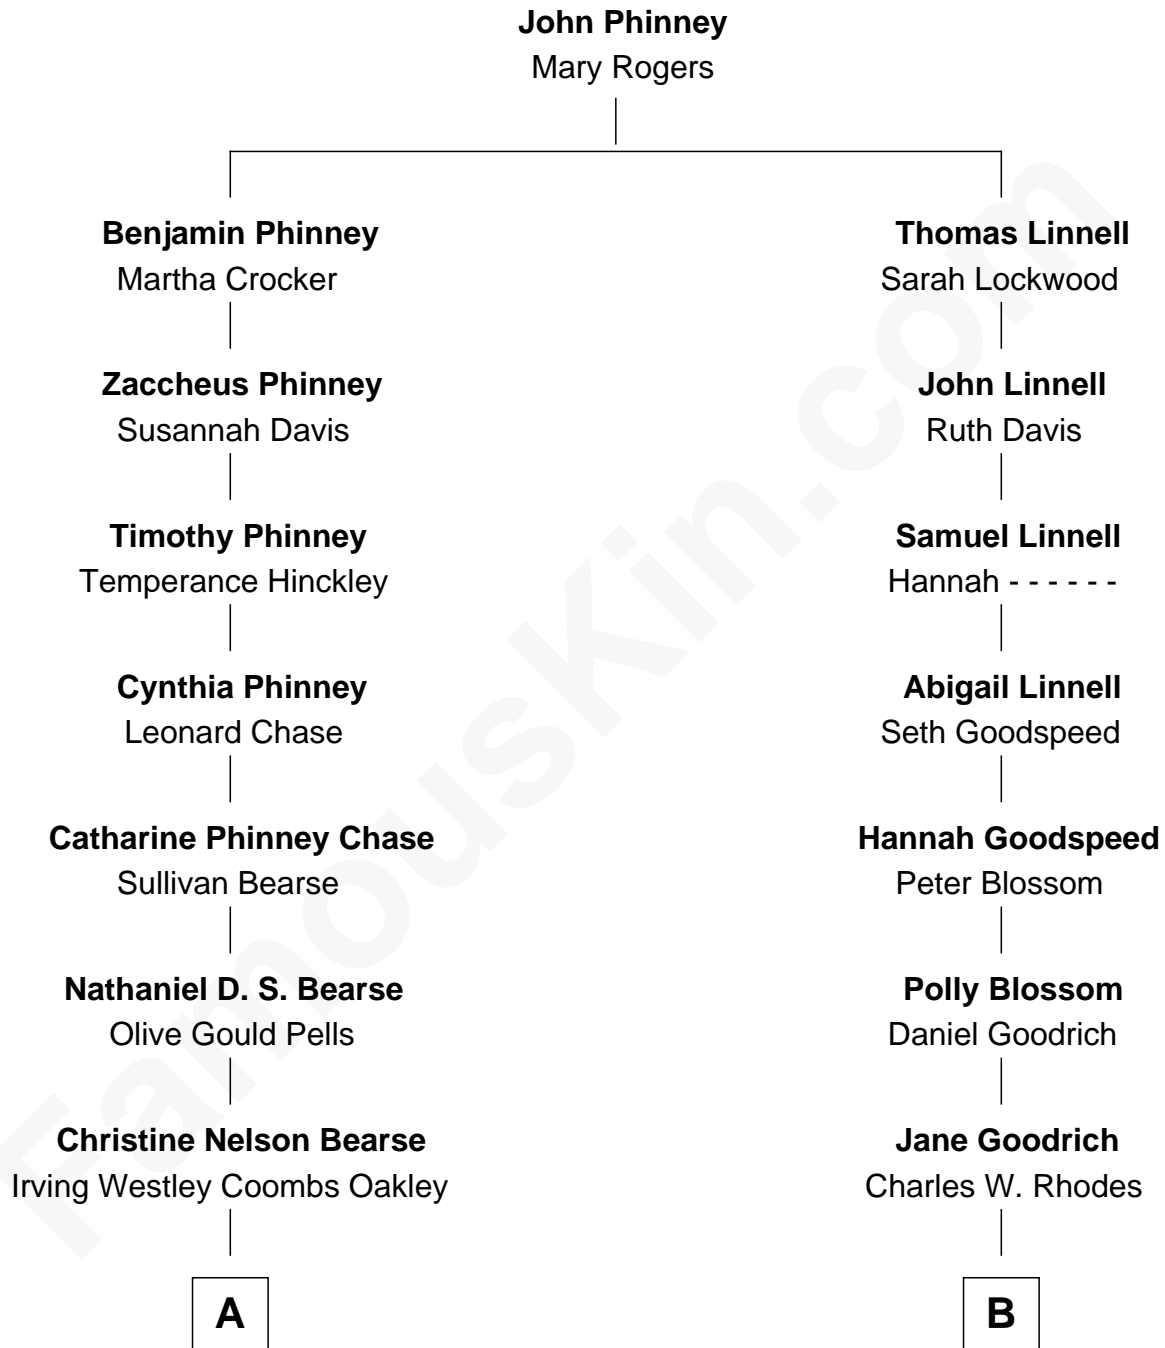 John Phinney
Mary Rogers
Benjamin Phinney
Martha Crocker
Zaccheus Phinney
Susannah Davis
Timothy Phinney
Temperance Hinckley
Cynthia Phinney
Leonard Chase
Catharine Phinney Chase
Sullivan Bearse
Nathaniel D. S. Bearse
Olive Gould Pells
Christine Nelson Bearse
Irving Westley Coombs Oakley
A
Thomas Linnell
Sarah Lockwood
John Linnell
Ruth Davis
Samuel Linnell
Hannah - - - - - -
Abigail Linnell
Seth Goodspeed
Hannah Goodspeed
Peter Blossom
Polly Blossom
Daniel Goodrich
Jane Goodrich
Charles W. Rhodes
B
FamousKin.com